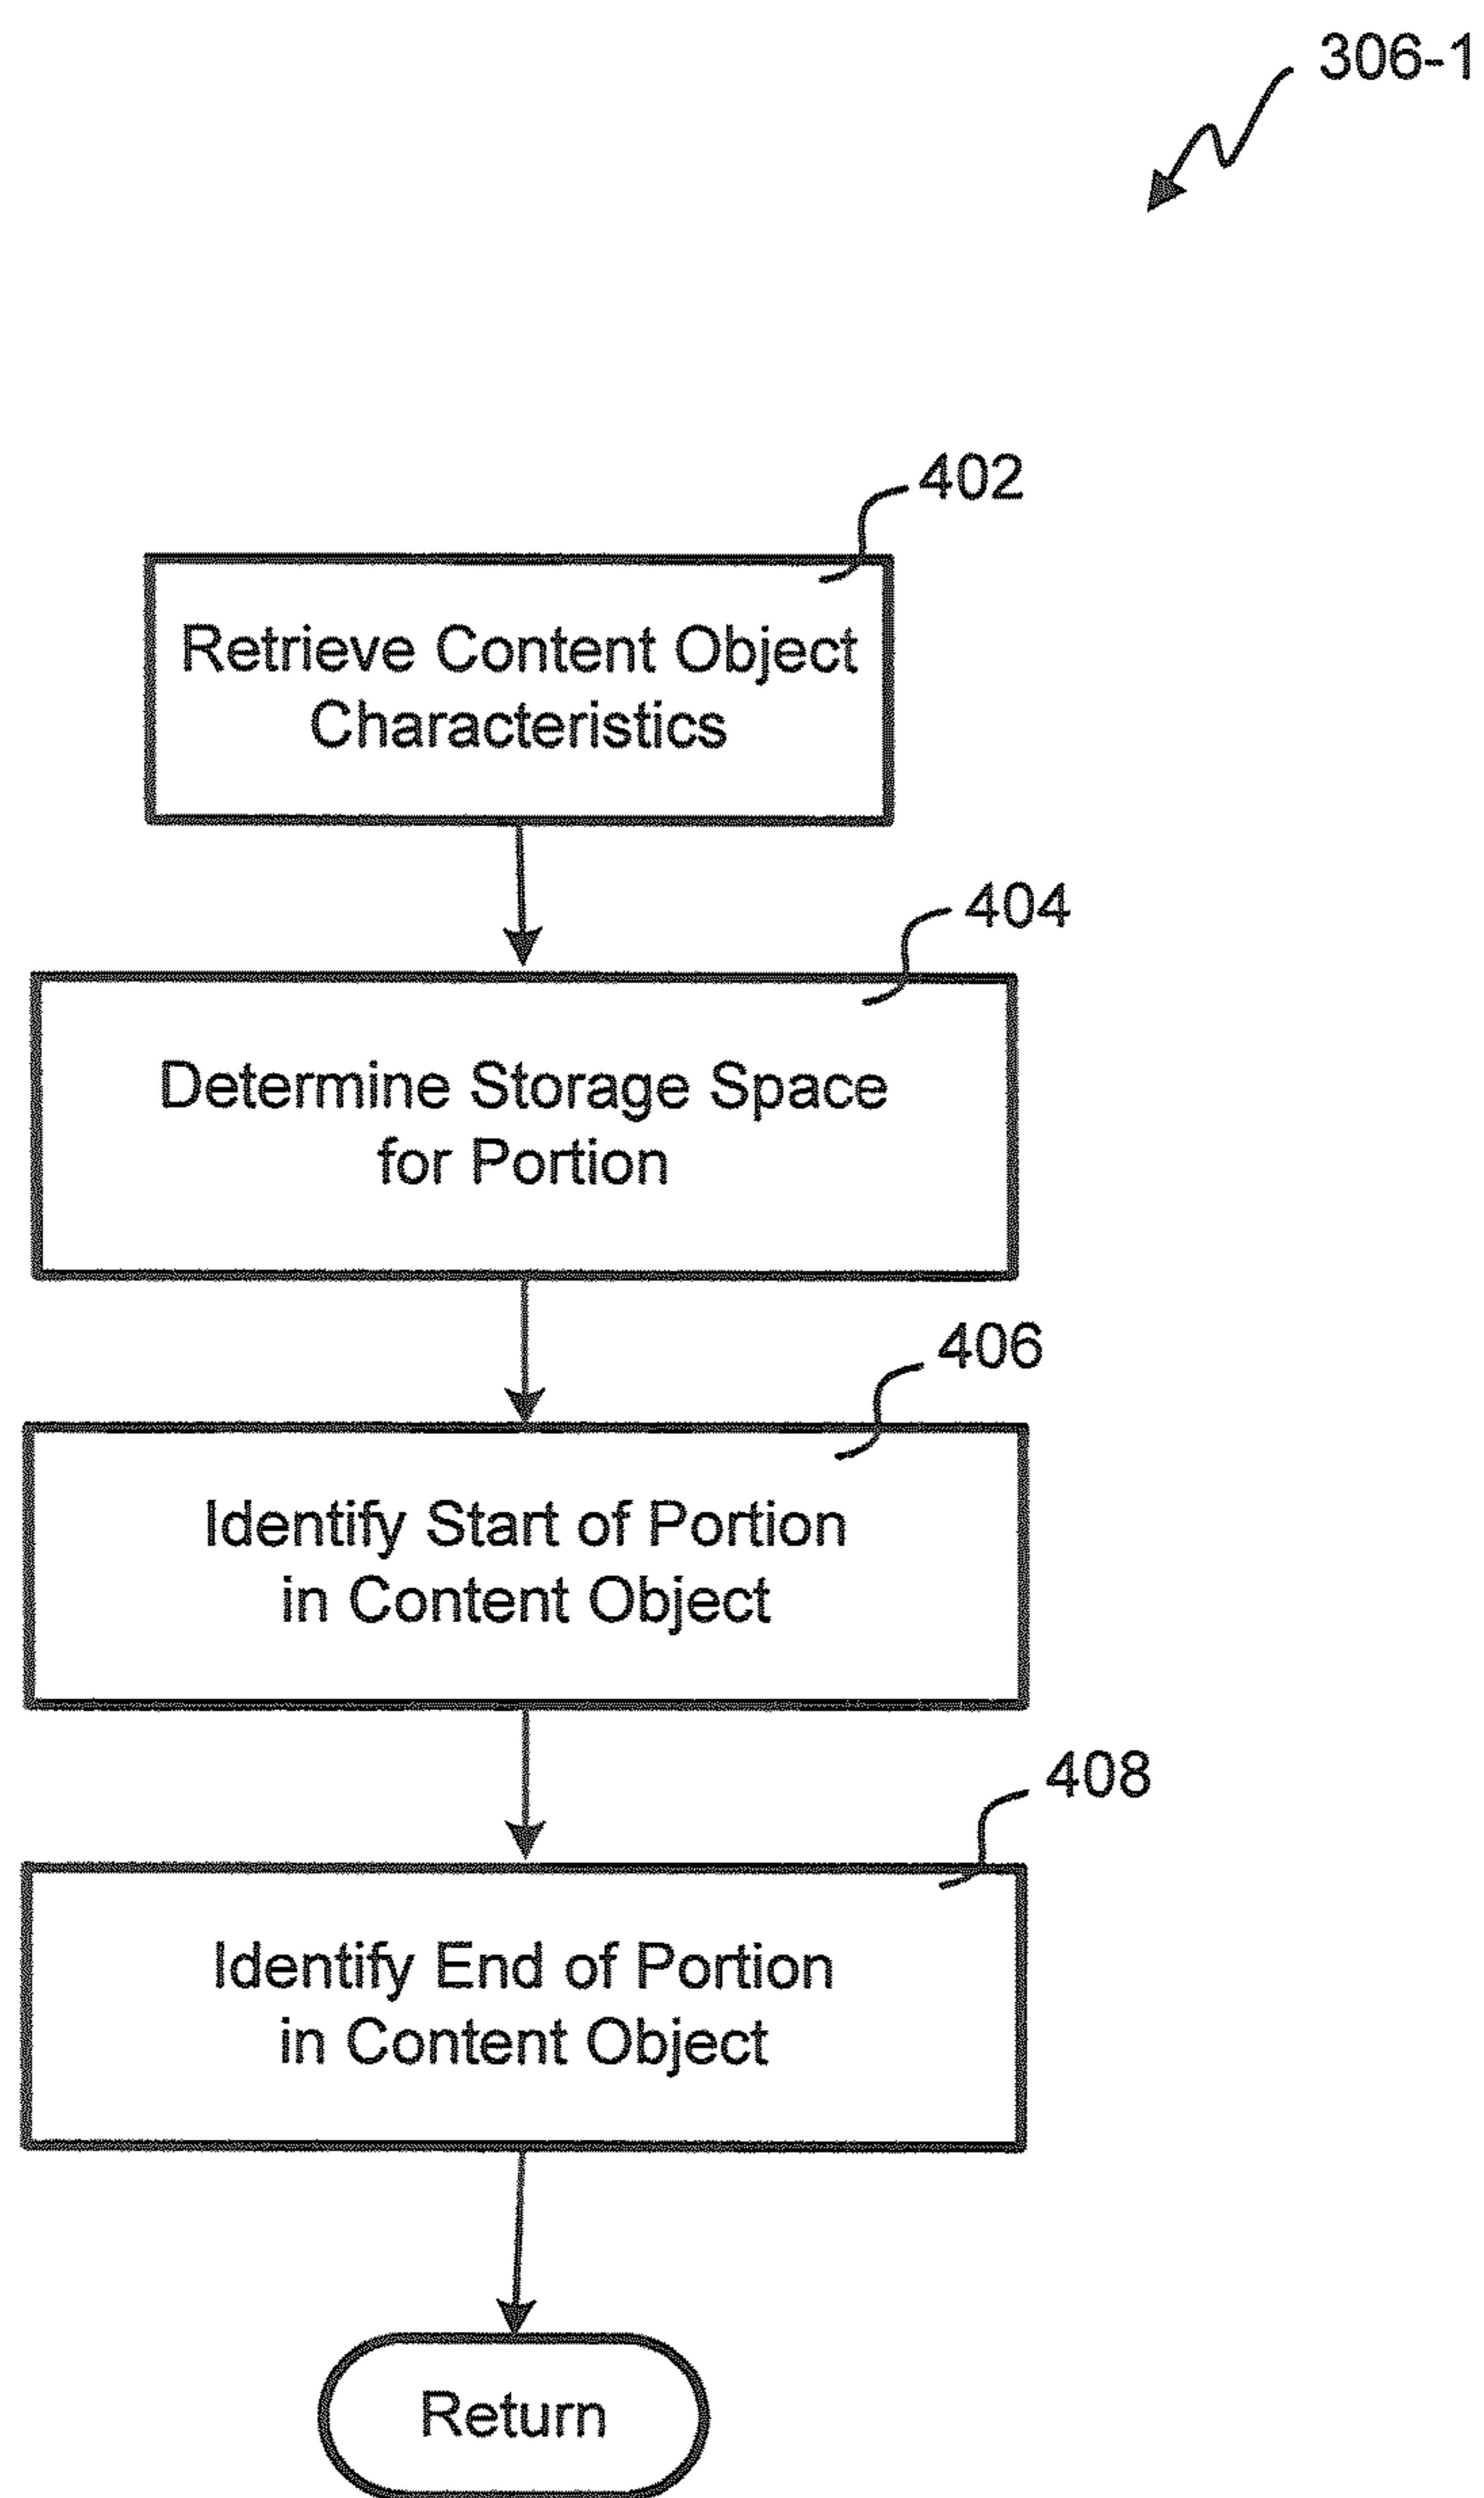 306-1
402
Retrieve Content Object
Characteristics
404
Determine Storage Space
for Portion
406
Identify Start of Portion
in Content Object
408
Identify End of Portion
in Content Object
Return